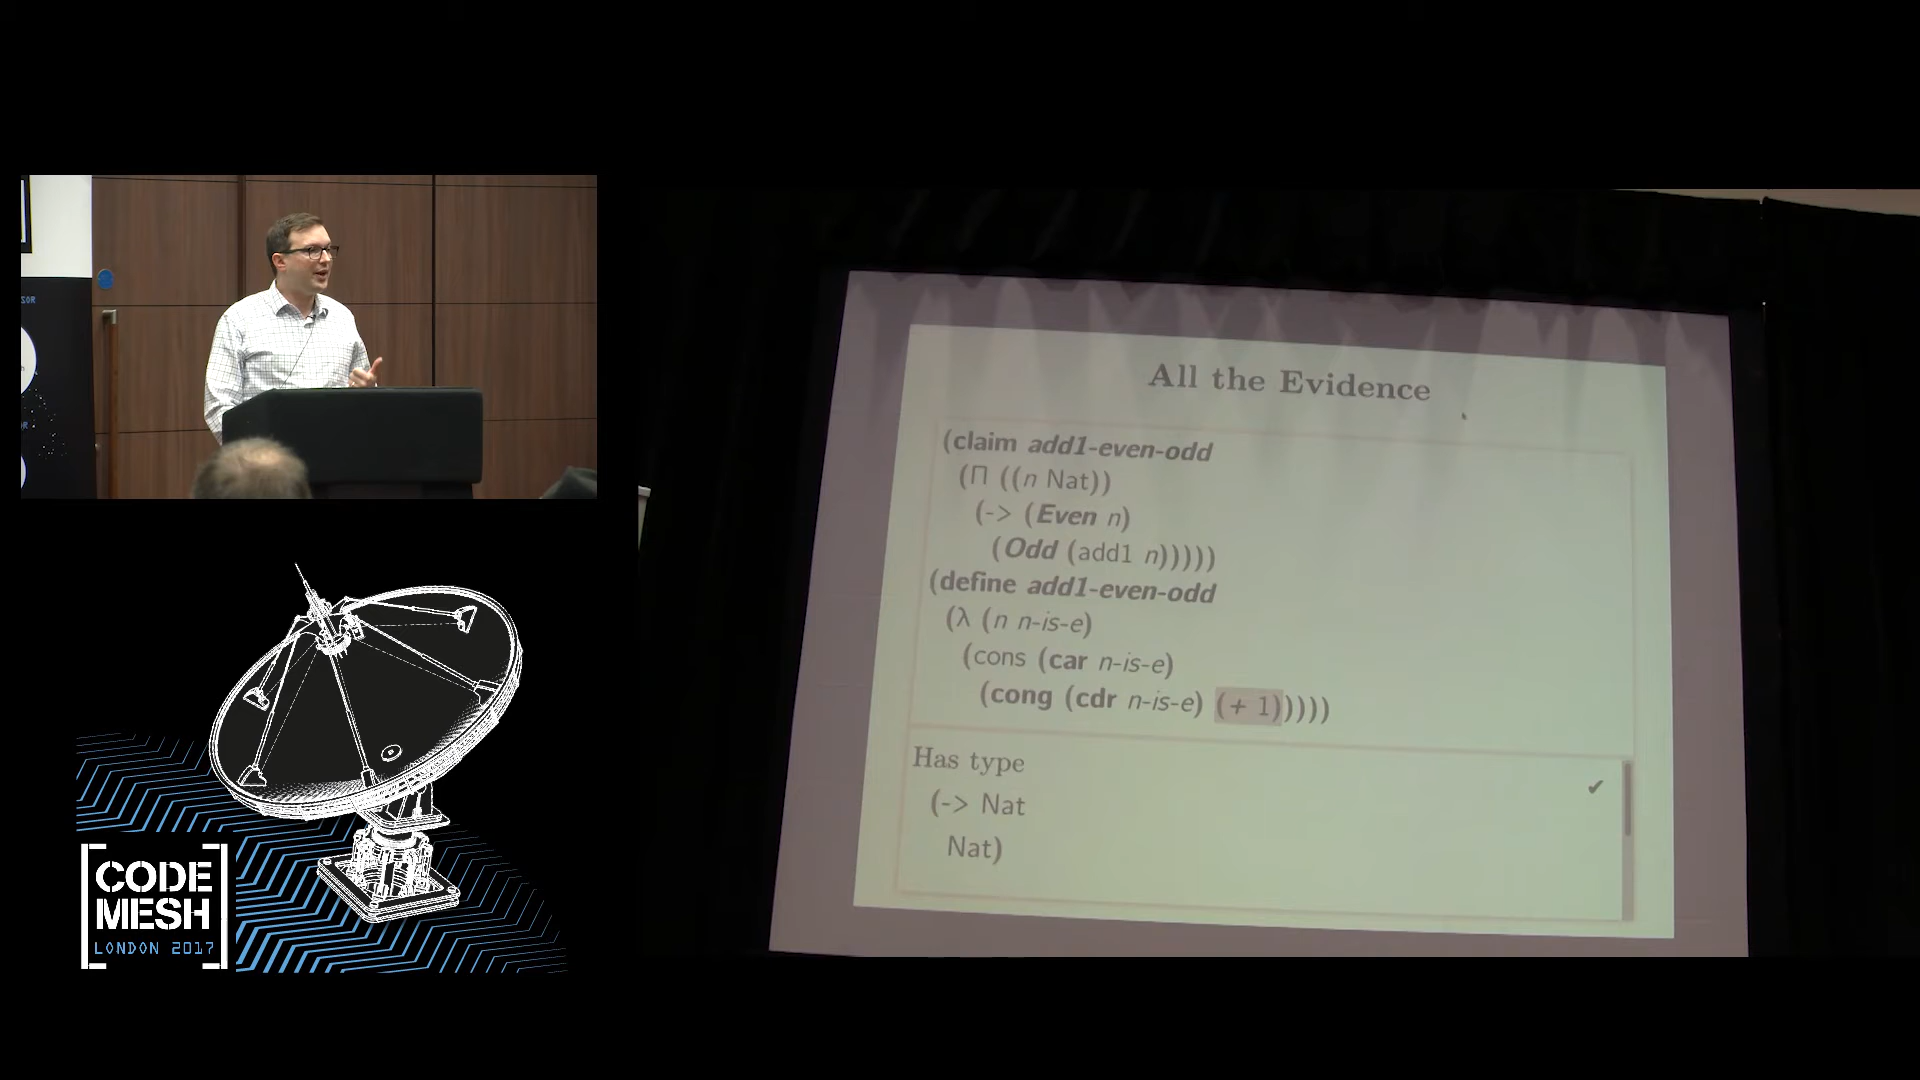 All the Evidence
(claim add1-even-odd
(Π ((n Nat))
(-> (Even n)
(Odd (add1 n)))))
(define add1-even-odd
(λ (n n-is-e)
(cons (car n-is-e)
(cong (cdr n-is-e) (+ 1)))))
Has type
✔
(-> Nat
Nat)
CODE
MESH
LONDON 2017